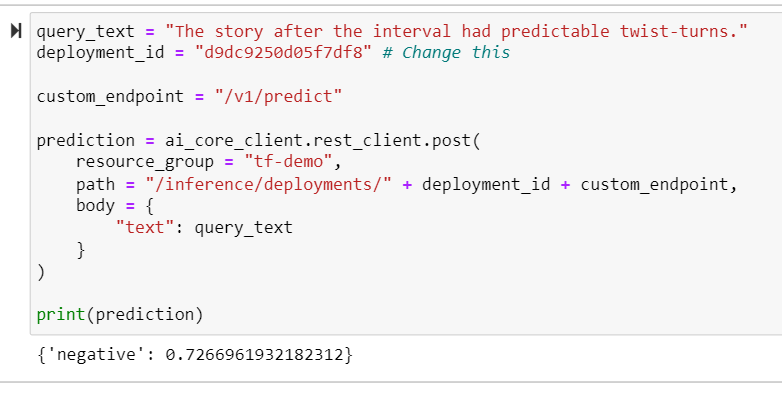 query_text = "The story after the interval had predictable twist-turns."
deployment_id = "d9dc9250d05f7df8" # Change this
custom_endpoint = "/v1/predict"
prediction = ai_core_client.rest_client.post(
    resource_group = "tf-demo",
    path = "/inference/deployments/" + deployment_id + custom_endpoint,
    body = {
        "text": query_text
    }
)
print(prediction)
{'negative': 0.7266961932182312}